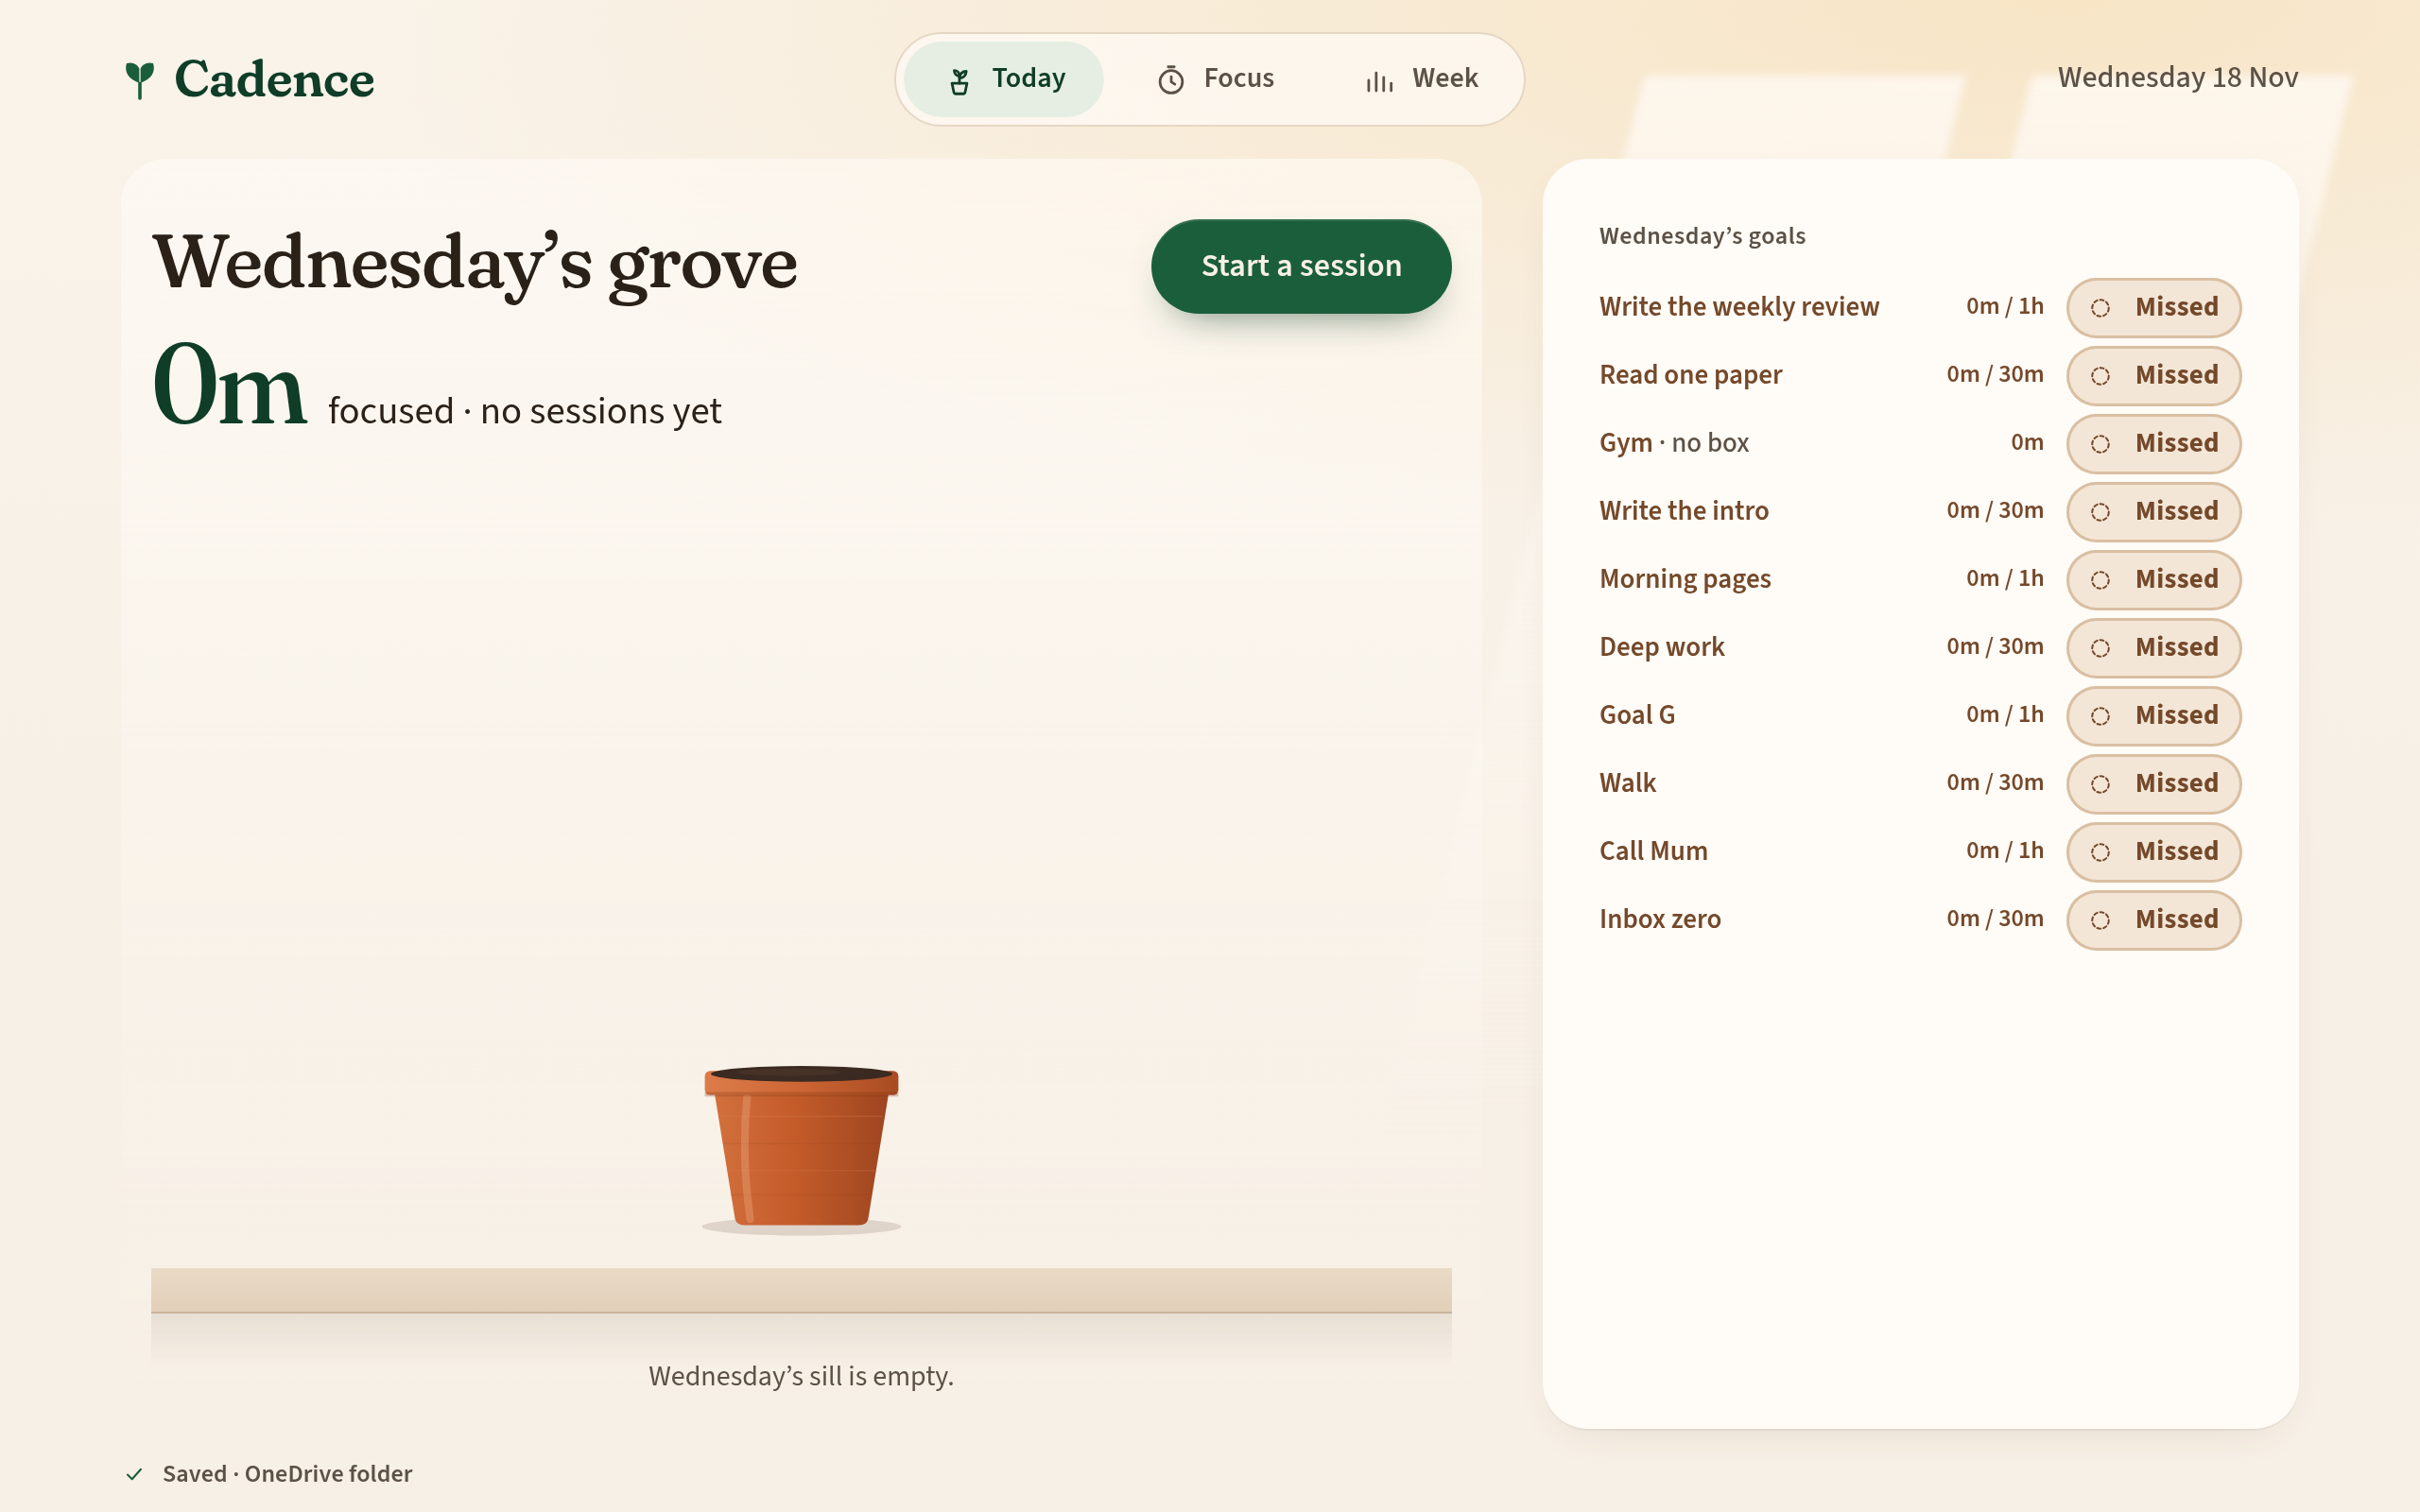 Cadence
Today
Focus
Week
Wednesday 18 Nov
Wednesday’s grove
Start a session
0m focused · no sessions yet
Wednesday’s sill is empty.
Saved · OneDrive folder
Wednesday’s goals
Write the weekly review 0m / 1h Missed
Read one paper 0m / 30m Missed
Gym · no box 0m Missed
Write the intro 0m / 30m Missed
Morning pages 0m / 1h Missed
Deep work 0m / 30m Missed
Goal G 0m / 1h Missed
Walk 0m / 30m Missed
Call Mum 0m / 1h Missed
Inbox zero 0m / 30m Missed